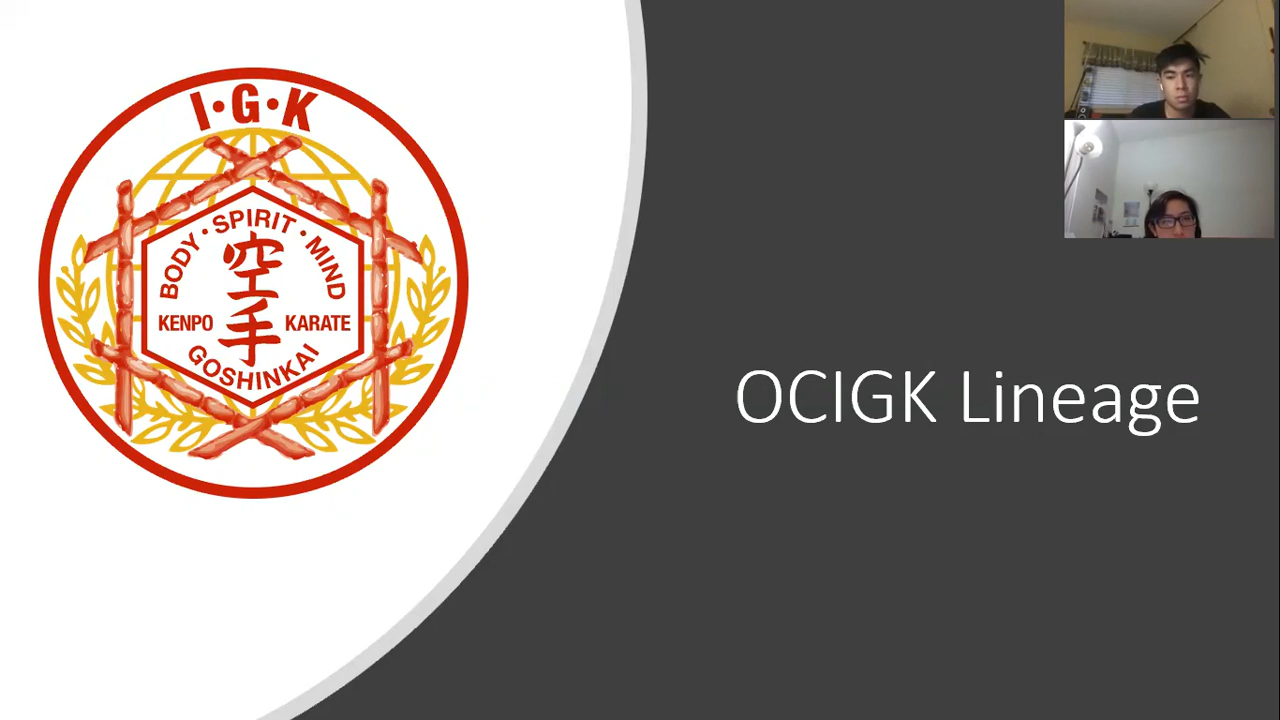 I·G·K
BODY · SPIRIT · MIND
空手
KENPO KARATE
GOSHINKAI
OCIGK Lineage